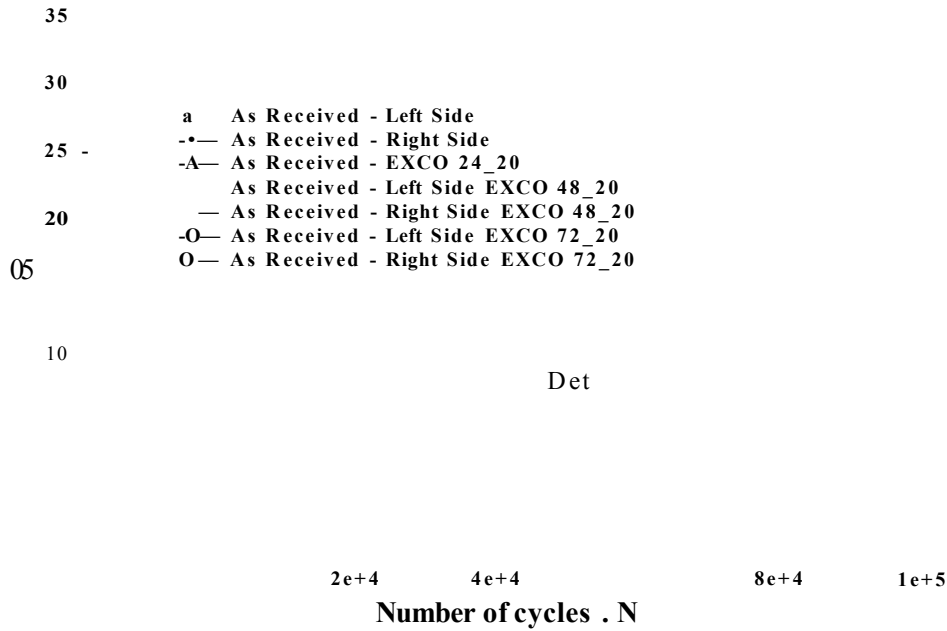 35
30
a As Received - Left Side
-•— As Received - Right Side
25 -
-A— As Received - EXCO 24_20
As Received - Left Side EXCO 48_20
20
— As Received - Right Side EXCO 48_20
-O— As Received - Left Side EXCO 72_20
O— As Received - Right Side EXCO 72_20
05
10
Det
2e+4 4e+4 8e+4 1e+5
Number of cycles . N